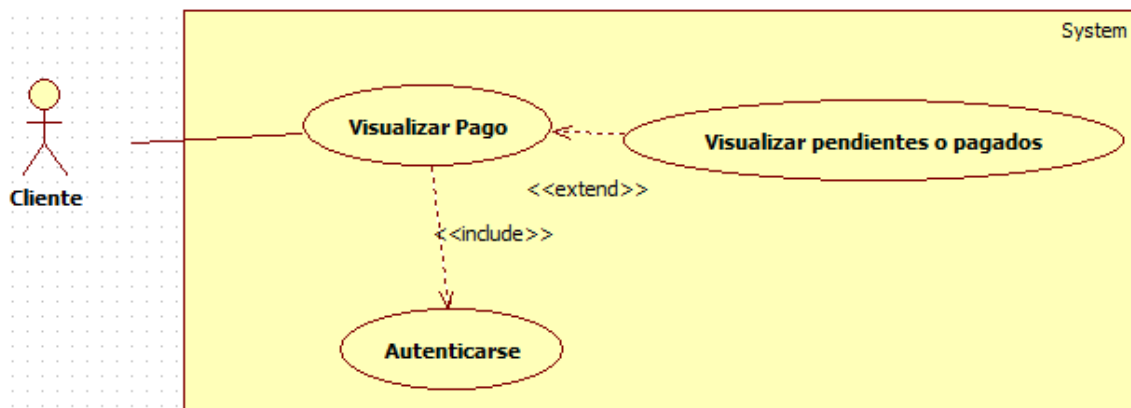 System
Visualizar Pago
Visualizar pendientes o pagados
<<extend>>
Cliente
<<include>>
Autenticarse